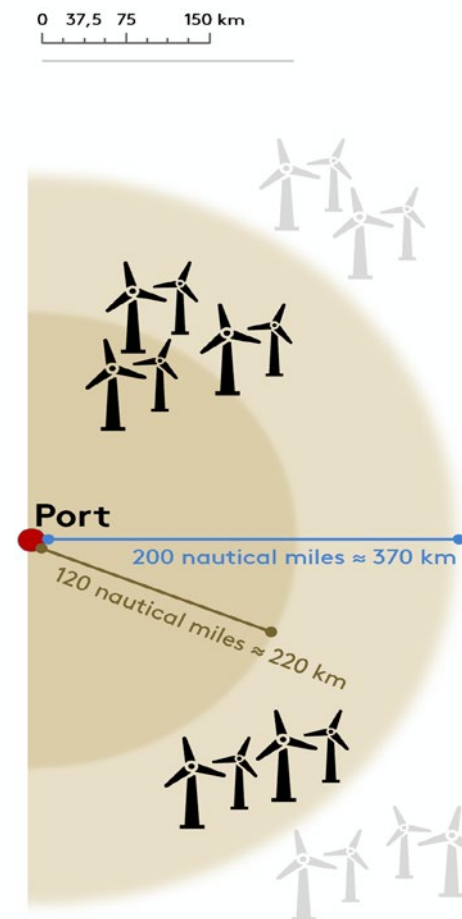 0 37,5 75 150 km
Port
200 nautical miles ≈ 370 km
120 nautical miles ≈ 220 km